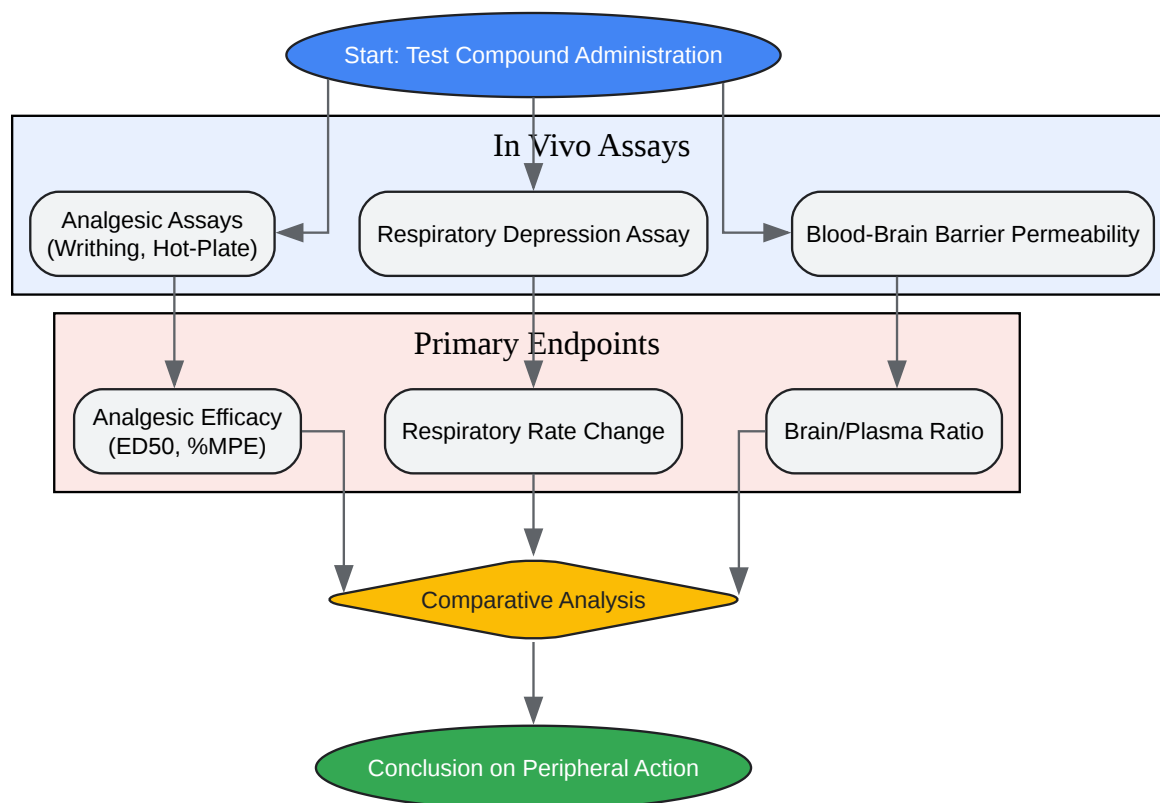 Start: Test Compound Administration
In Vivo Assays
Analgesic Assays
(Writhing, Hot-Plate)
Respiratory Depression Assay
Blood-Brain Barrier Permeability
Primary Endpoints
Analgesic Efficacy
(ED50, %MPE)
Respiratory Rate Change
Brain/Plasma Ratio
Comparative Analysis
Conclusion on Peripheral Action